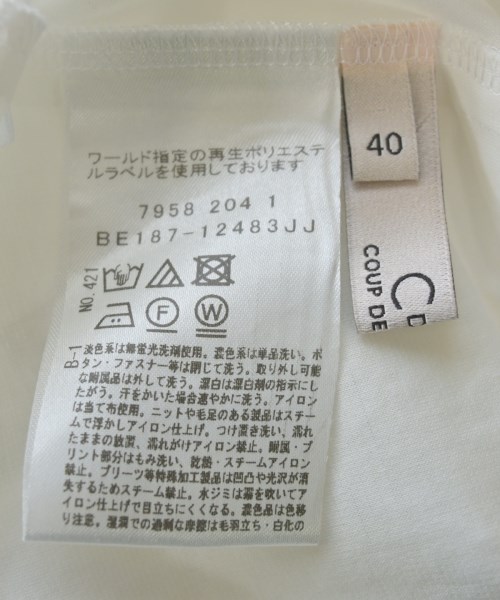 ワールド指定の再生ポリエステ
ルラベルを使用しております
7958 204 1
BE187-12483JJ
NO.421
F
W
B-1
淡色系は無蛍光洗剤使用。濃色系は単品洗い。ボ
タン・ファスナー等は閉じて洗う。取り外し可能
な附属品は外して洗う。漂白は漂白剤の指示にし
たがう。汗をかいた場合速やかに洗う。アイロン
は当て布使用。ニットや毛足のある製品はスチー
ムで浮かしアイロン仕上げ。つけ置き洗い、濡れ
たままの放置、濡れがけアイロン禁止。附属・プ
リント部分はもみ洗い、乾燥・スチームアイロン
禁止。プリーツ等特殊加工製品は凹凸や光沢が消
失するためスチーム禁止。水ジミは霧を吹いてア
イロン仕上げで目立ちにくくなる。濃色品は色移
り注意。湿潤での過剰な摩擦は毛羽立ち・白化の
40
C D
COUP DE